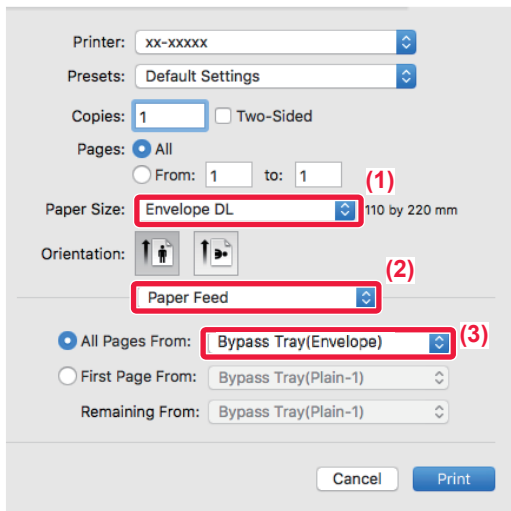 Printer: xx-xxxxx
Presets: Default Settings
Copies: 1 Two-Sided
Pages: All
From: 1 to: 1
(1)
Paper Size: Envelope DL 110 by 220 mm
Orientation:
(2)
Paper Feed
All Pages From: Bypass Tray(Envelope) (3)
First Page From: Bypass Tray(Plain-1)
Remaining From: Bypass Tray(Plain-1)
Cancel Print